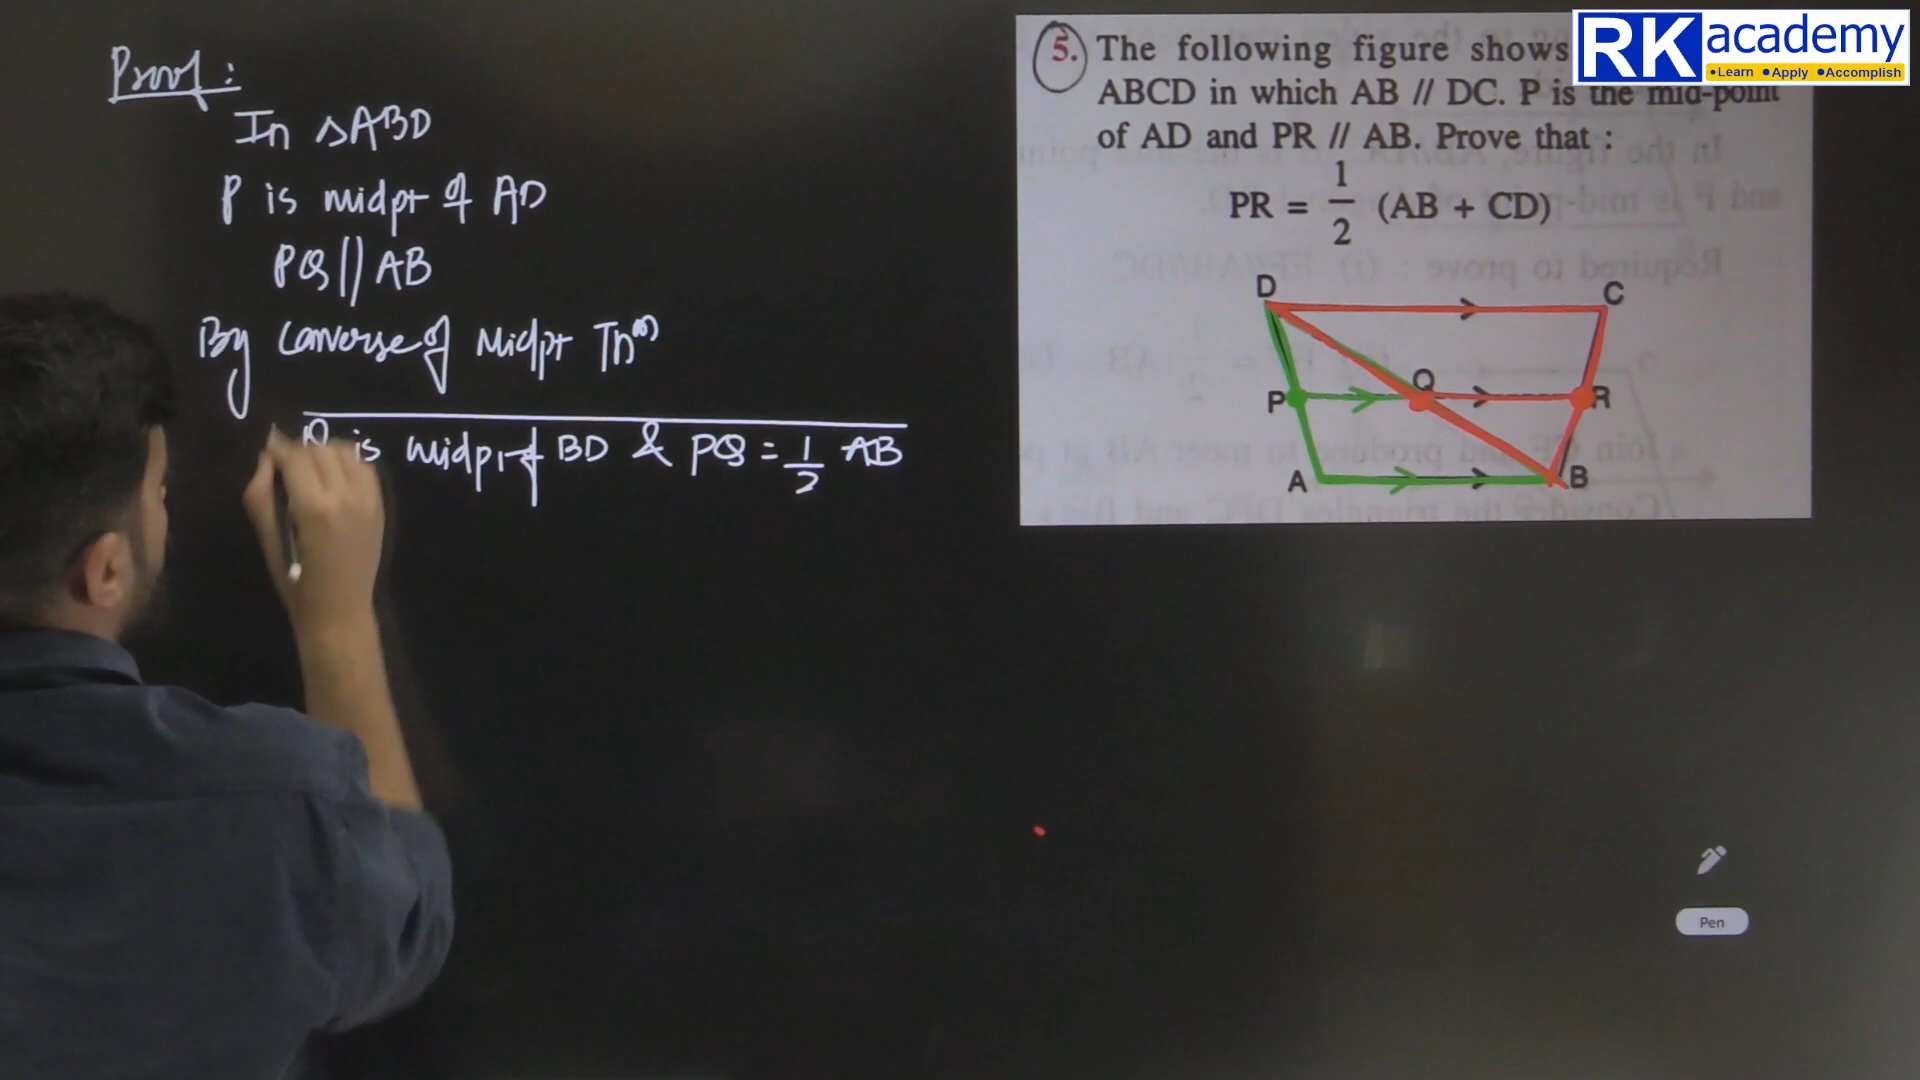 Proof :
In △ABD
P is midpt of AD
PQ || AB
By converse of Midpt Th(m)
Q is midpt of BD & PQ = 1/2 AB
RK academy
•Learn •Apply •Accomplish
5. The following figure shows
ABCD in which AB // DC. P is the mid-point
of AD and PR // AB. Prove that :
PR = 1/2 (AB + CD)
D C
P Q R
A B
Pen